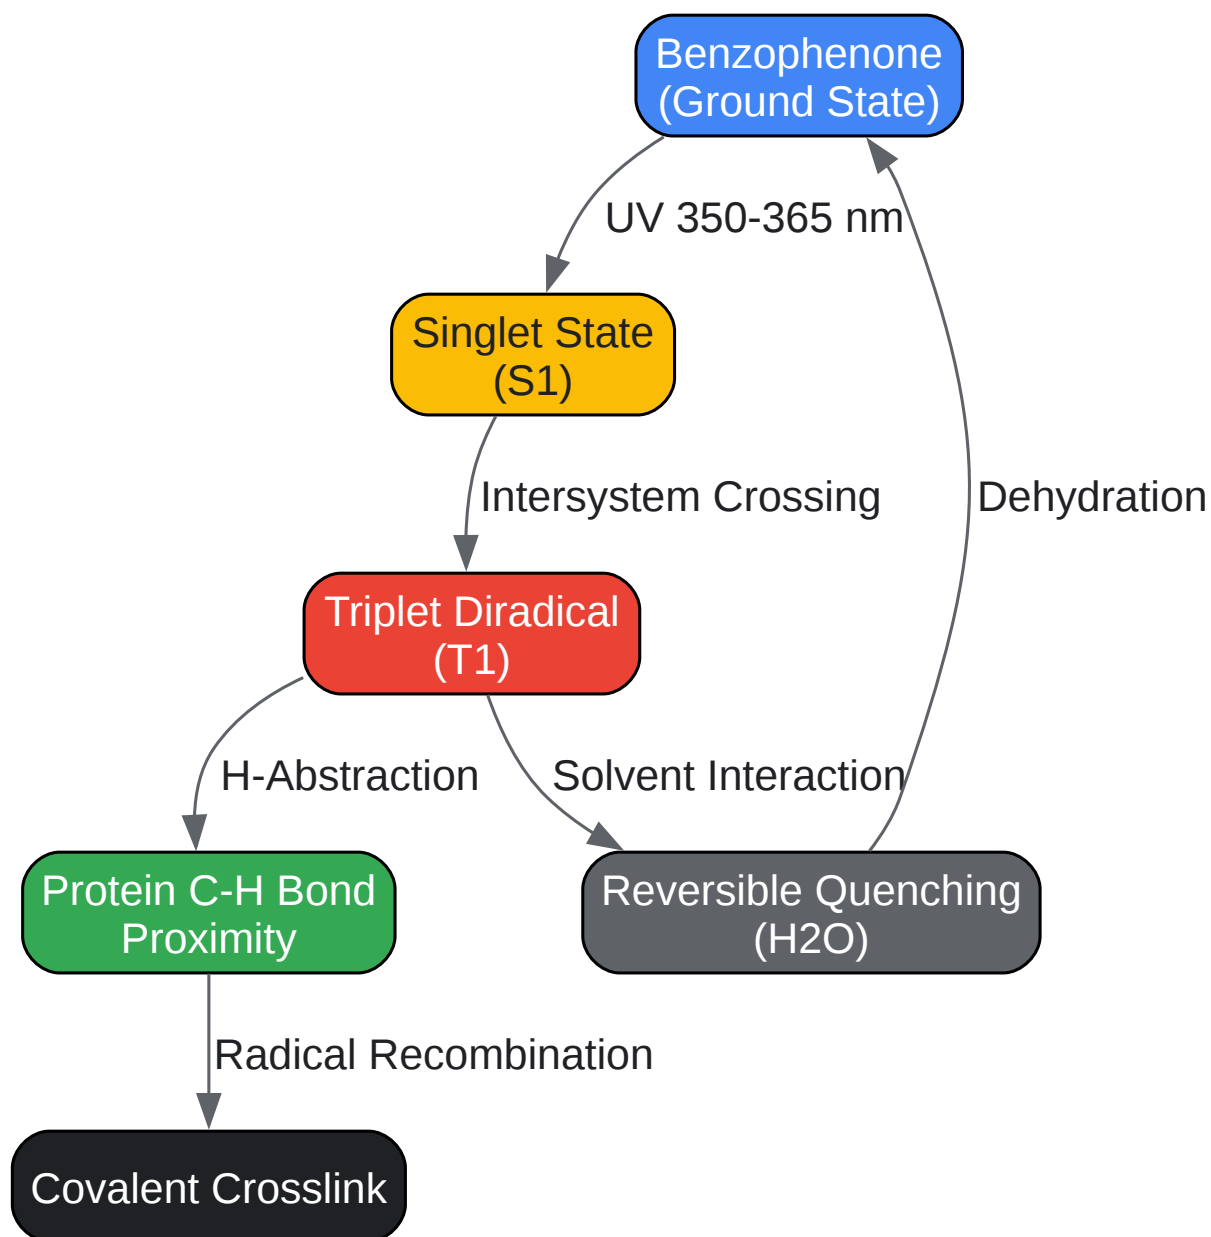 Benzophenone
(Ground State)
UV 350-365 nm
Singlet State
(S1)
Intersystem Crossing
Dehydration
Triplet Diradical
(T1)
H-Abstraction
Solvent Interaction
Protein C-H Bond
Proximity
Reversible Quenching
(H2O)
Radical Recombination
Covalent Crosslink